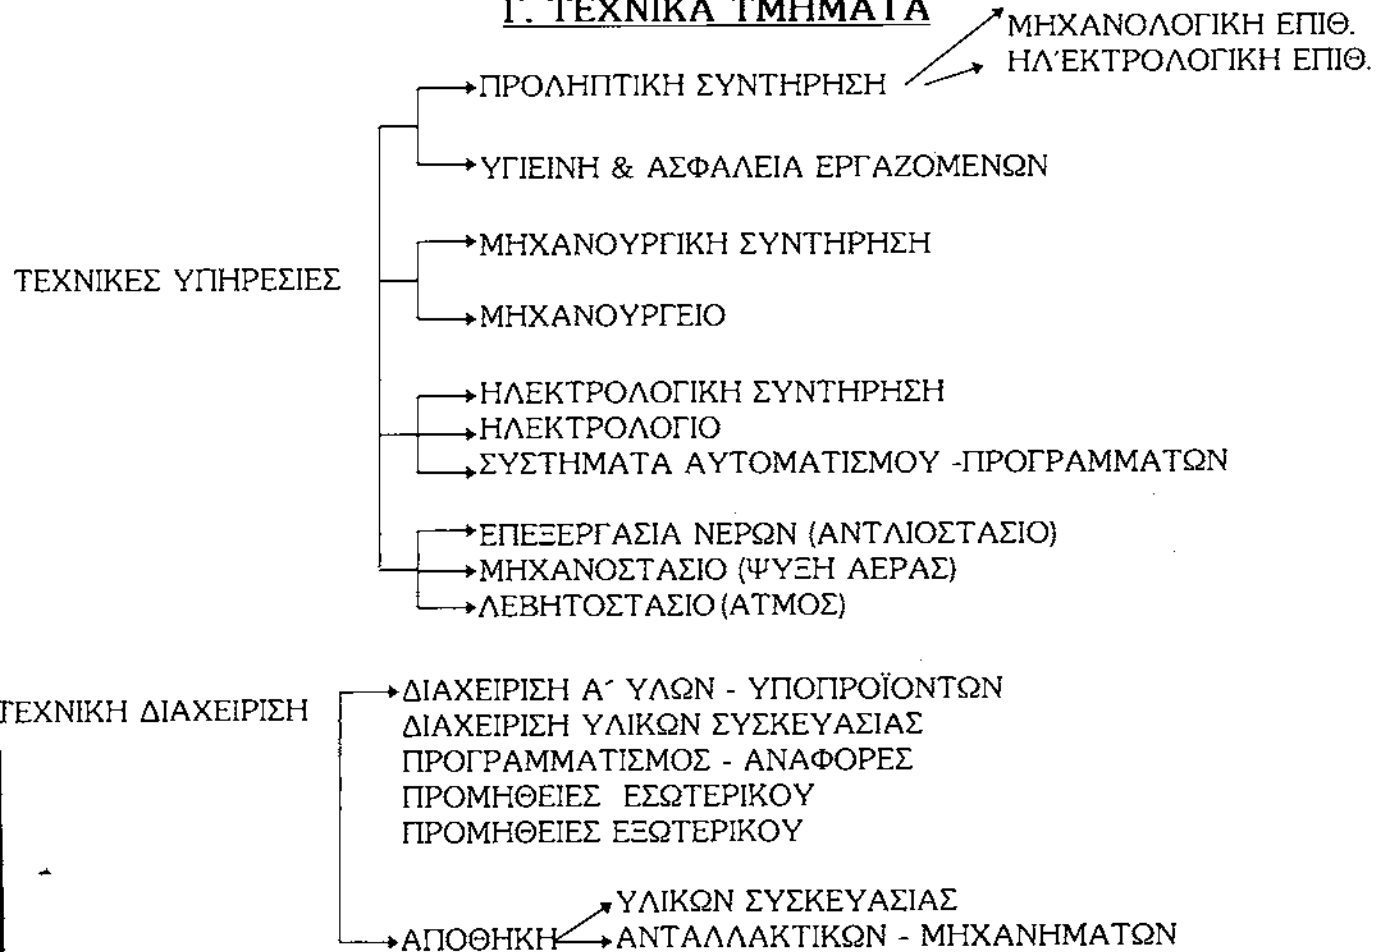 Γ. ΤΕΧΝΙΚΑ ΤΜΗΜΑΤΑ
ΜΗΧΑΝΟΛΟΓΙΚΗ ΕΠΙΘ.
ΗΛΈΚΤΡΟΛΟΓΙΚΗ ΕΠΙΘ.
ΠΡΟΛΗΠΤΙΚΗ ΣΥΝΤΗΡΗΣΗ
ΥΓΙΕΙΝΗ & ΑΣΦΑΛΕΙΑ ΕΡΓΑΖΟΜΕΝΩΝ
ΜΗΧΑΝΟΥΡΓΙΚΗ ΣΥΝΤΗΡΗΣΗ
ΤΕΧΝΙΚΕΣ ΥΠΗΡΕΣΙΕΣ
ΜΗΧΑΝΟΥΡΓΕΙΟ
ΗΛΕΚΤΡΟΛΟΓΙΚΗ ΣΥΝΤΗΡΗΣΗ
ΗΛΕΚΤΡΟΛΟΓΙΟ
ΣΥΣΤΗΜΑΤΑ ΑΥΤΟΜΑΤΙΣΜΟΥ -ΠΡΟΓΡΑΜΜΑΤΩΝ
ΕΠΕΞΕΡΓΑΣΙΑ ΝΕΡΩΝ (ΑΝΤΛΙΟΣΤΑΣΙΟ)
ΜΗΧΑΝΟΣΤΑΣΙΟ (ΨΥΞΗ ΑΕΡΑΣ)
ΛΕΒΗΤΟΣΤΑΣΙΟ (ΑΤΜΟΣ)
ΤΕΧΝΙΚΗ ΔΙΑΧΕΙΡΙΣΗ
ΔΙΑΧΕΙΡΙΣΗ Α΄ ΥΛΩΝ - ΥΠΟΠΡΟΪΟΝΤΩΝ
ΔΙΑΧΕΙΡΙΣΗ ΥΛΙΚΩΝ ΣΥΣΚΕΥΑΣΙΑΣ
ΠΡΟΓΡΑΜΜΑΤΙΣΜΟΣ - ΑΝΑΦΟΡΕΣ
ΠΡΟΜΗΘΕΙΕΣ ΕΣΩΤΕΡΙΚΟΥ
ΠΡΟΜΗΘΕΙΕΣ ΕΞΩΤΕΡΙΚΟΥ
ΥΛΙΚΩΝ ΣΥΣΚΕΥΑΣΙΑΣ
ΑΠΟΘΗΚΗ
ΑΝΤΑΛΛΑΚΤΙΚΩΝ - ΜΗΧΑΝΗΜΑΤΩΝ